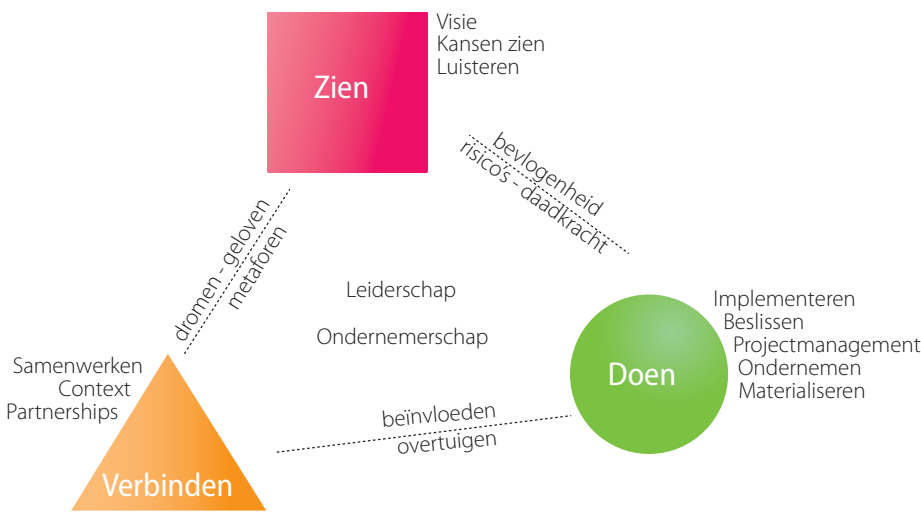 Zien
Visie
Kansen zien
Luisteren
bevlogenheid
risico's - daadkracht
dromen - geloven
metaforen
Leiderschap
Ondernemerschap
Implementeren
Beslissen
Projectmanagement
Ondernemen
Materialiseren
Doen
Samenwerken
Context
Partnerships
Verbinden
beïnvloeden
overtuigen